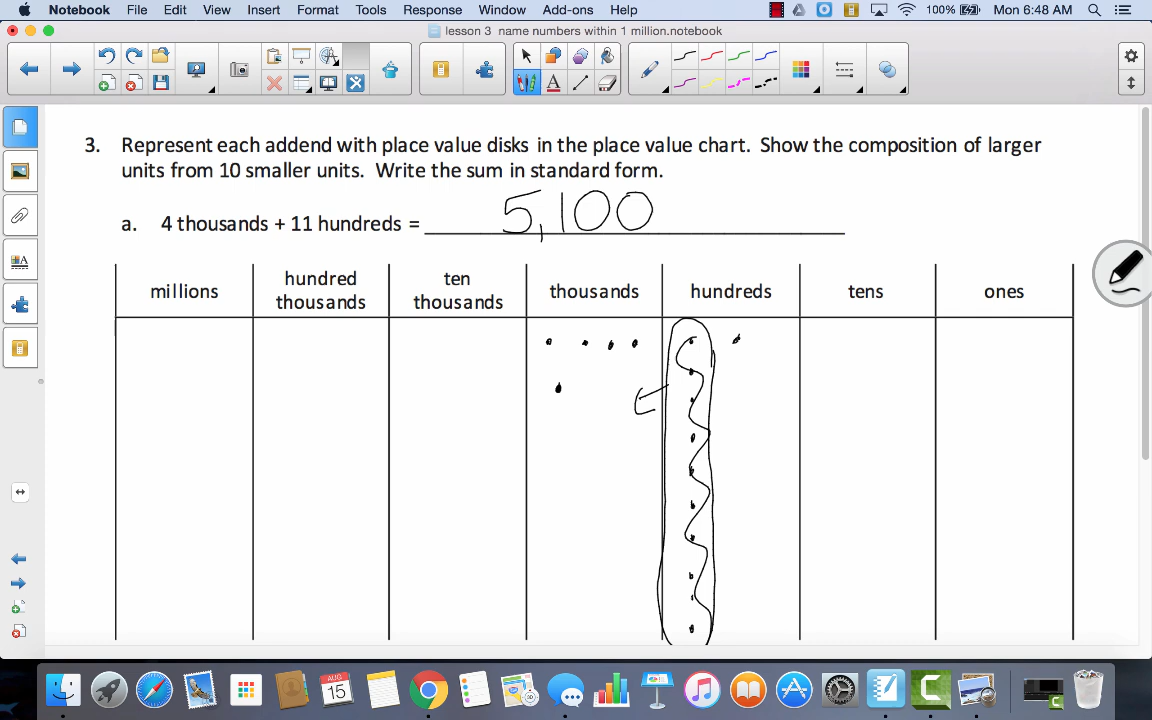 Notebook File Edit View Insert Format Tools Response Window Add-ons Help 100% Mon 6:48 AM
lesson 3 name numbers within 1 million.notebook
3. Represent each addend with place value disks in the place value chart. Show the composition of larger
units from 10 smaller units. Write the sum in standard form.
a. 4 thousands + 11 hundreds = 5,100
millions hundred thousands ten thousands thousands hundreds tens ones
AUG
15